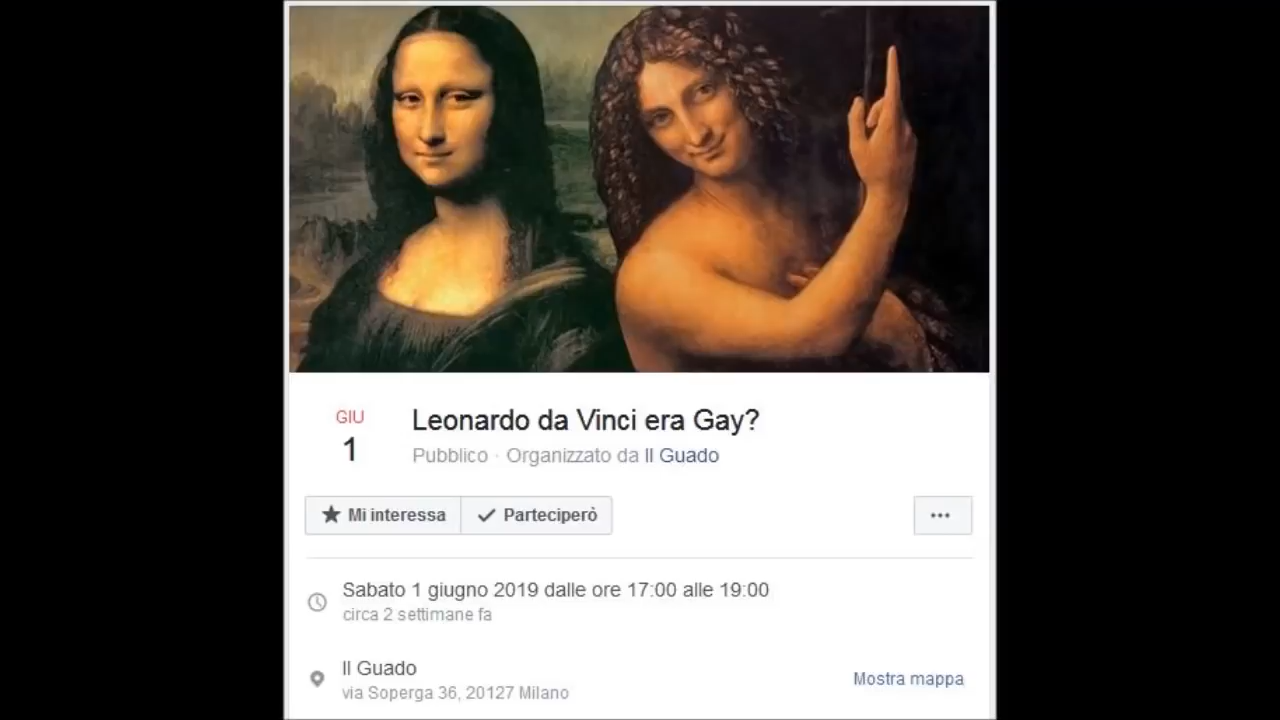 GIU
1
Leonardo da Vinci era Gay?
Pubblico · Organizzato da Il Guado
Mi interessa
Parteciperò
Sabato 1 giugno 2019 dalle ore 17:00 alle 19:00
circa 2 settimane fa
Il Guado
via Soperga 36, 20127 Milano
Mostra mappa